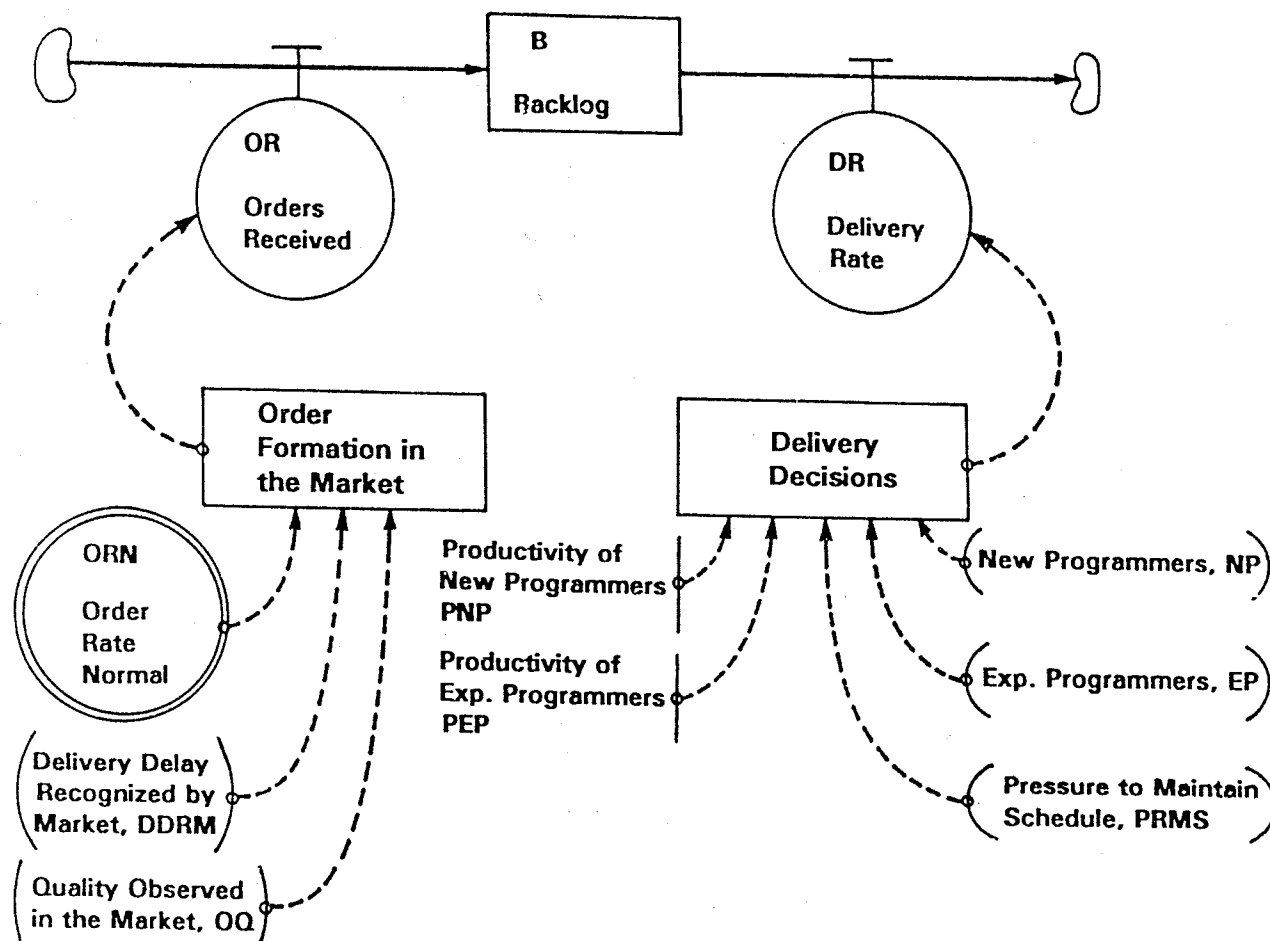 B
Racklog
OR
Orders
Received
DR
Delivery
Rate
Order
Formation in
the Market
Delivery
Decisions
ORN
Order
Rate
Normal
Productivity of
New Programmers
PNP
New Programmers, NP
Productivity of
Exp. Programmers
PEP
Exp. Programmers, EP
Delivery Delay
Recognized by
Market, DDRM
Pressure to Maintain
Schedule, PRMS
Quality Observed
in the Market, OQ